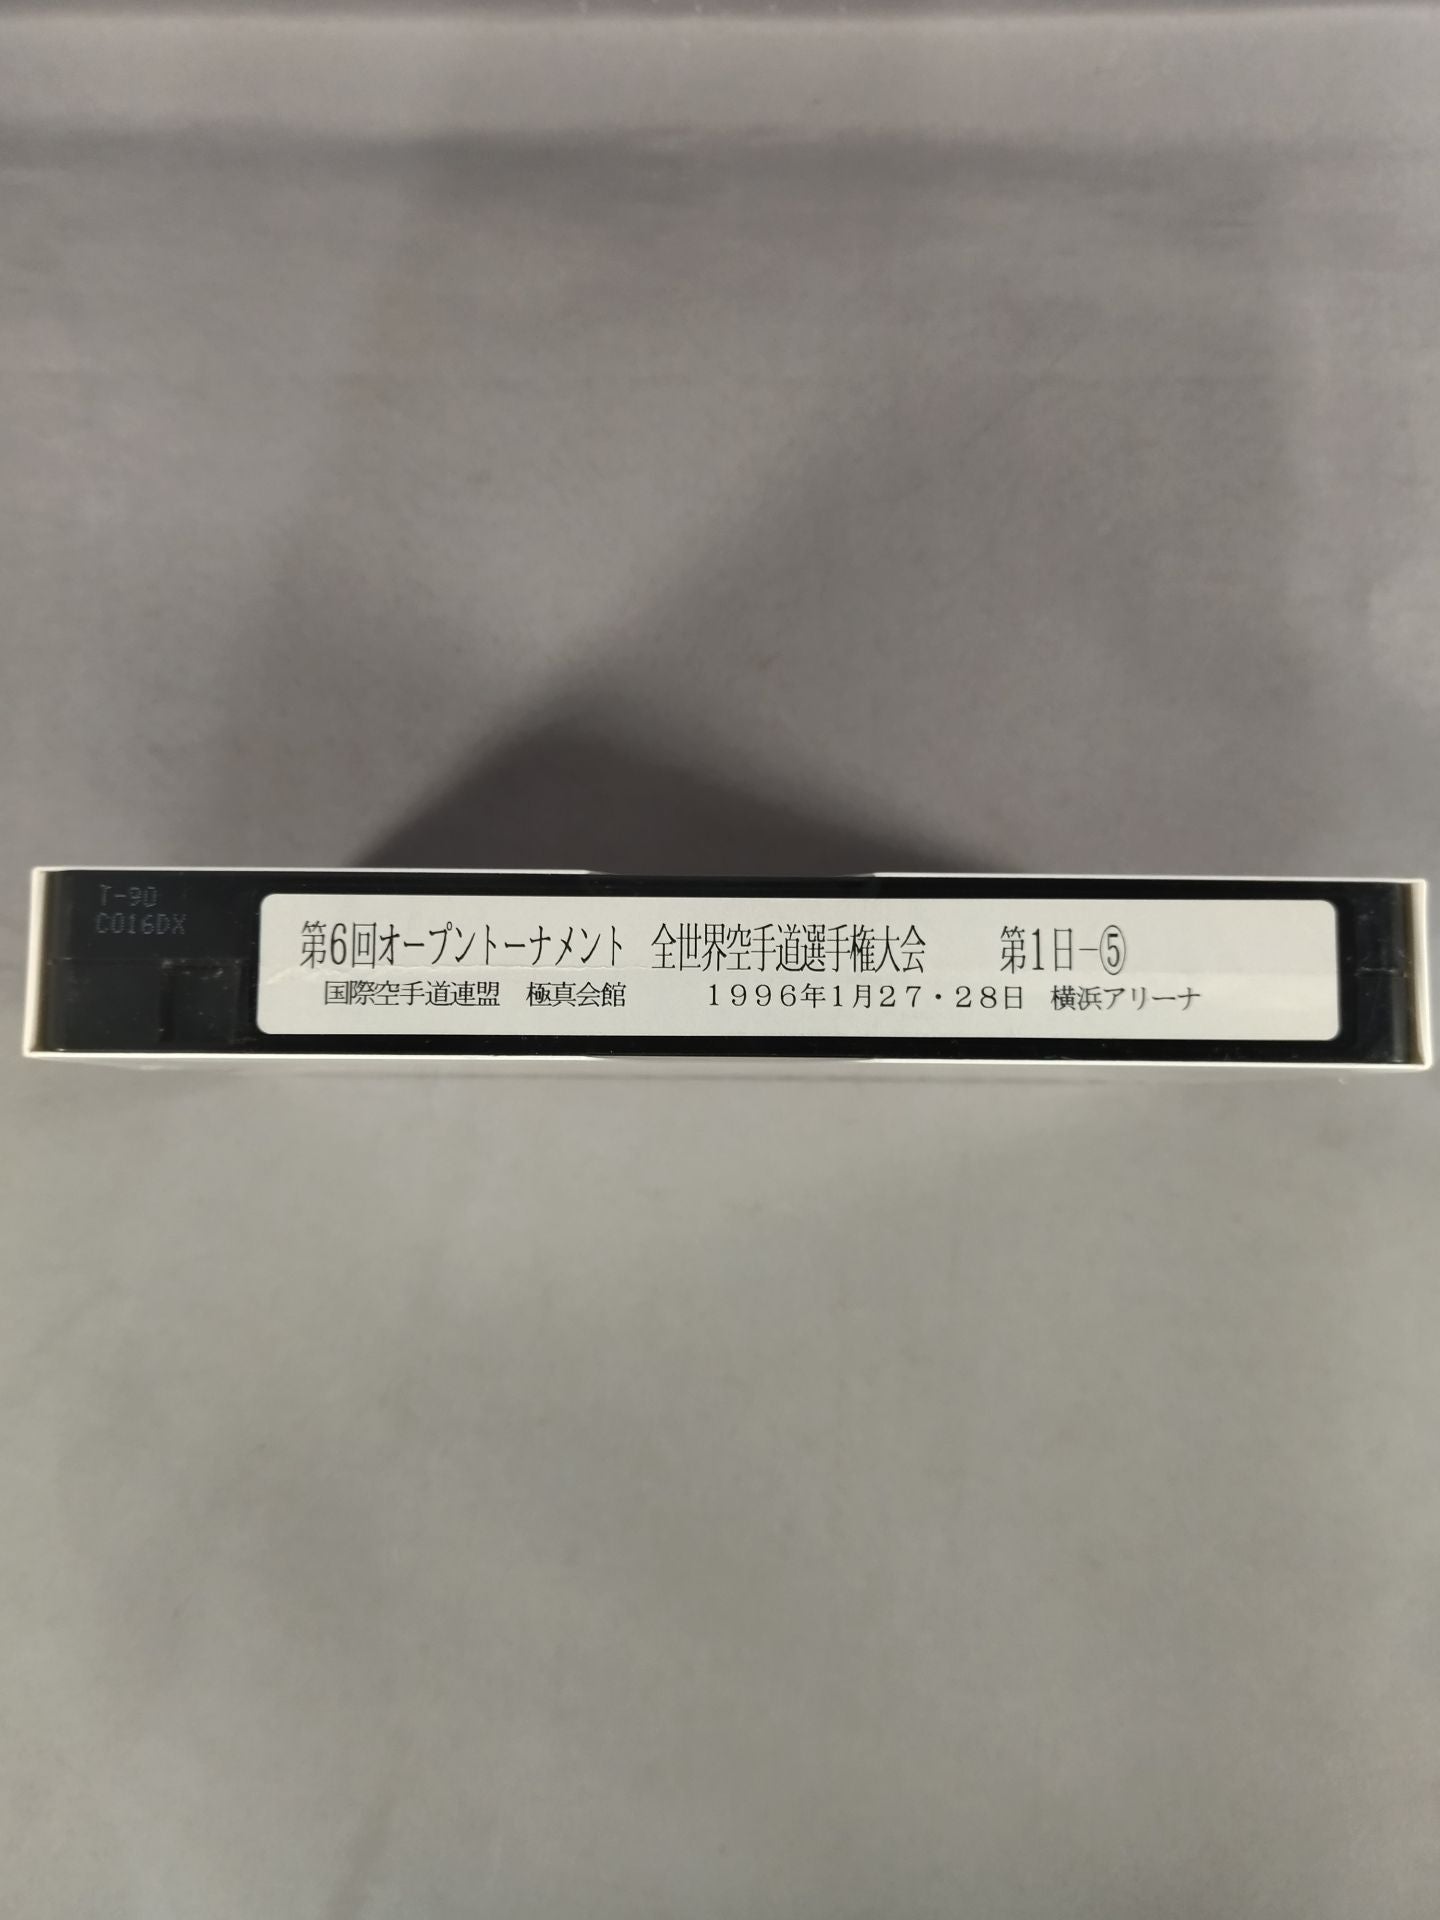 T-90
C016DX
第6回オープントーナメント 全世界空手道選手権大会 第1日-⑤
国際空手道連盟 極真会館 1996年1月27・28日 横浜アリーナ